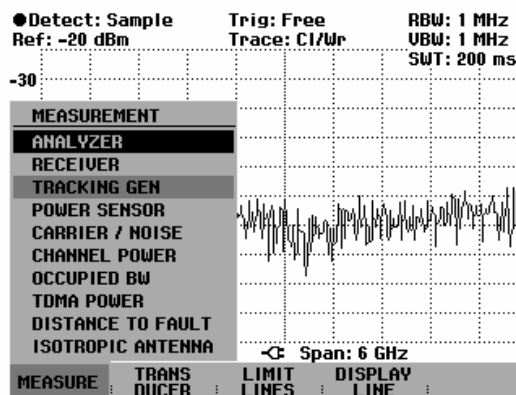 Detect: Sample Trig: Free RBW: 1 MHz
Ref: -20 dBm Trace: Cl/Wr VBW: 1 MHz
SWT: 200 ms
-30
MEASUREMENT
ANALYZER
RECEIVER
TRACKING GEN
POWER SENSOR
CARRIER / NOISE
CHANNEL POWER
OCCUPIED BW
TDMA POWER
DISTANCE TO FAULT
ISOTROPIC ANTENNA
Span: 6 GHz
MEASURE TRANS LIMIT DISPLAY
DUCER LINES LINE